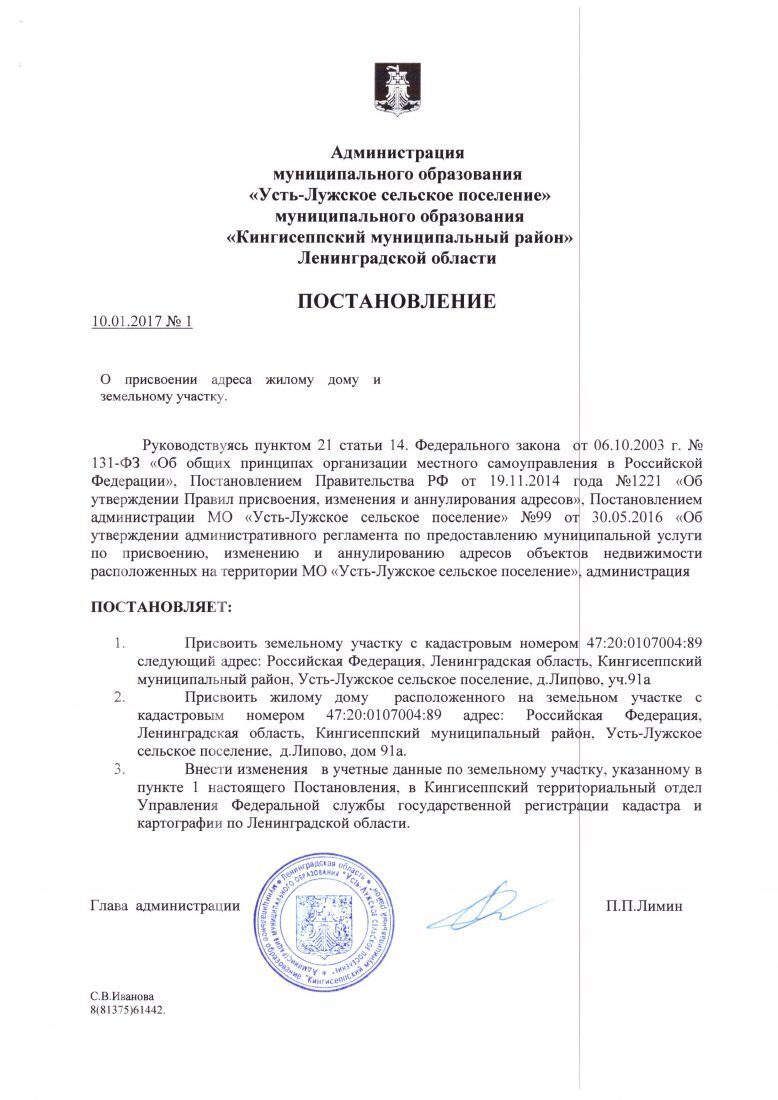 Администрация
муниципального образования
«Усть-Лужское сельское поселение»
муниципального образования
«Кингисеппский муниципальный район»
Ленинградской области
ПОСТАНОВЛЕНИЕ
10.01.2017 № 1
О присвоении адреса жилому дому и
земельному участку.
Руководствуясь пунктом 21 статьи 14. Федерального закона от 06.10.2003 г. №
131-ФЗ «Об общих принципах организации местного самоуправления в Российской
Федерации», Постановлением Правительства РФ от 19.11.2014 года №1221 «Об
утверждении Правил присвоения, изменения и аннулирования адресов», Постановлением
администрации МО «Усть-Лужское сельское поселение» №99 от 30.05.2016 «Об
утверждении административного регламента по предоставлению муниципальной услуги
по присвоению, изменению и аннулированию адресов объектов недвижимости
расположенных на территории МО «Усть-Лужское сельское поселение», администрация
ПОСТАНОВЛЯЕТ:
1. Присвоить земельному участку с кадастровым номером 47:20:0107004:89
следующий адрес: Российская Федерация, Ленинградская область, Кингисеппский
муниципальный район, Усть-Лужское сельское поселение, д.Липово, уч.91а
2. Присвоить жилому дому расположенного на земельном участке с
кадастровым номером 47:20:0107004:89 адрес: Российская Федерация,
Ленинградская область, Кингисеппский муниципальный район, Усть-Лужское
сельское поселение, д.Липово, дом 91а.
3. Внести изменения в учетные данные по земельному участку, указанному в
пункте 1 настоящего Постановления, в Кингисеппский территориальный отдел
Управления Федеральной службы государственной регистрации кадастра и
картографии по Ленинградской области.
Глава администрации П.П.Лимин
муниципальное образование "Кингисеппский муниципальный район" * Ленинградская область *
Администрация муниципального образования "Усть-Лужское сельское поселение" *
С.В.Иванова
8(81375)61442.